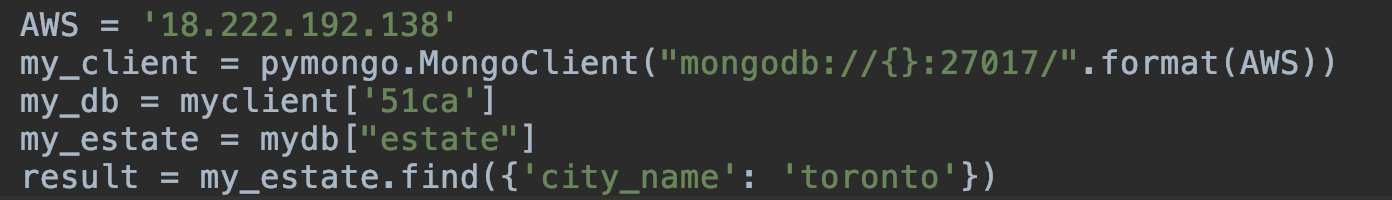 AWS = '18.222.192.138'
my_client = pymongo.MongoClient("mongodb://{}:27017/".format(AWS))
my_db = myclient['51ca']
my_estate = mydb["estate"]
result = my_estate.find({'city_name': 'toronto'})